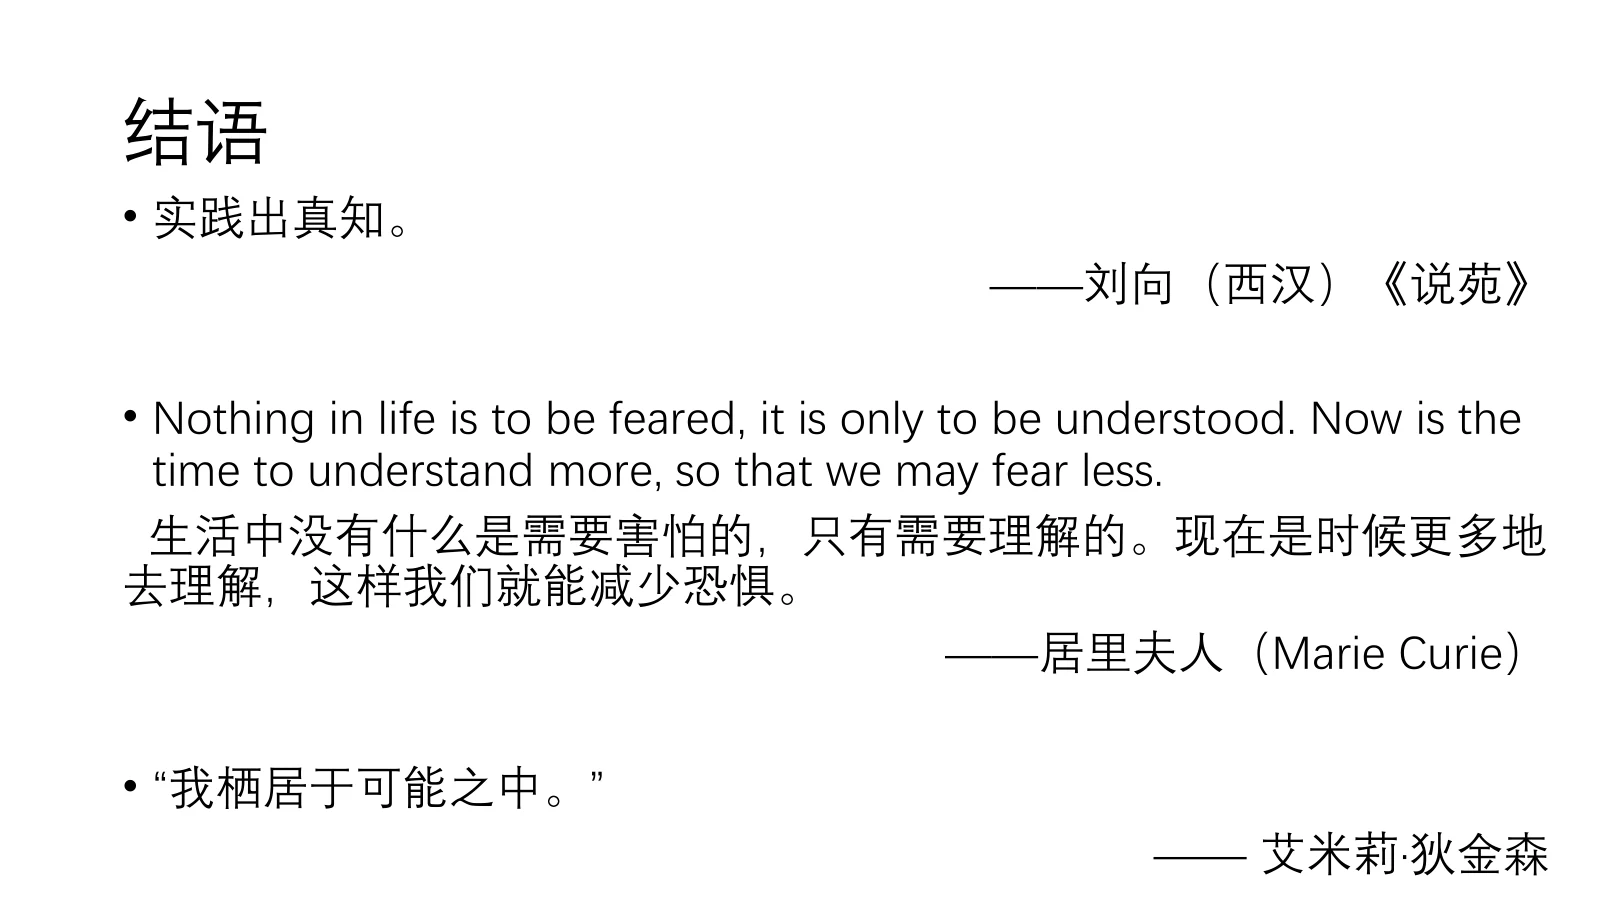 结语
• 实践出真知。
——刘向（西汉）《说苑》
• Nothing in life is to be feared, it is only to be understood. Now is the
time to understand more, so that we may fear less.
生活中没有什么是需要害怕的，只有需要理解的。现在是时候更多地
去理解，这样我们就能减少恐惧。
——居里夫人（Marie Curie）
• “我栖居于可能之中。”
—— 艾米莉·狄金森